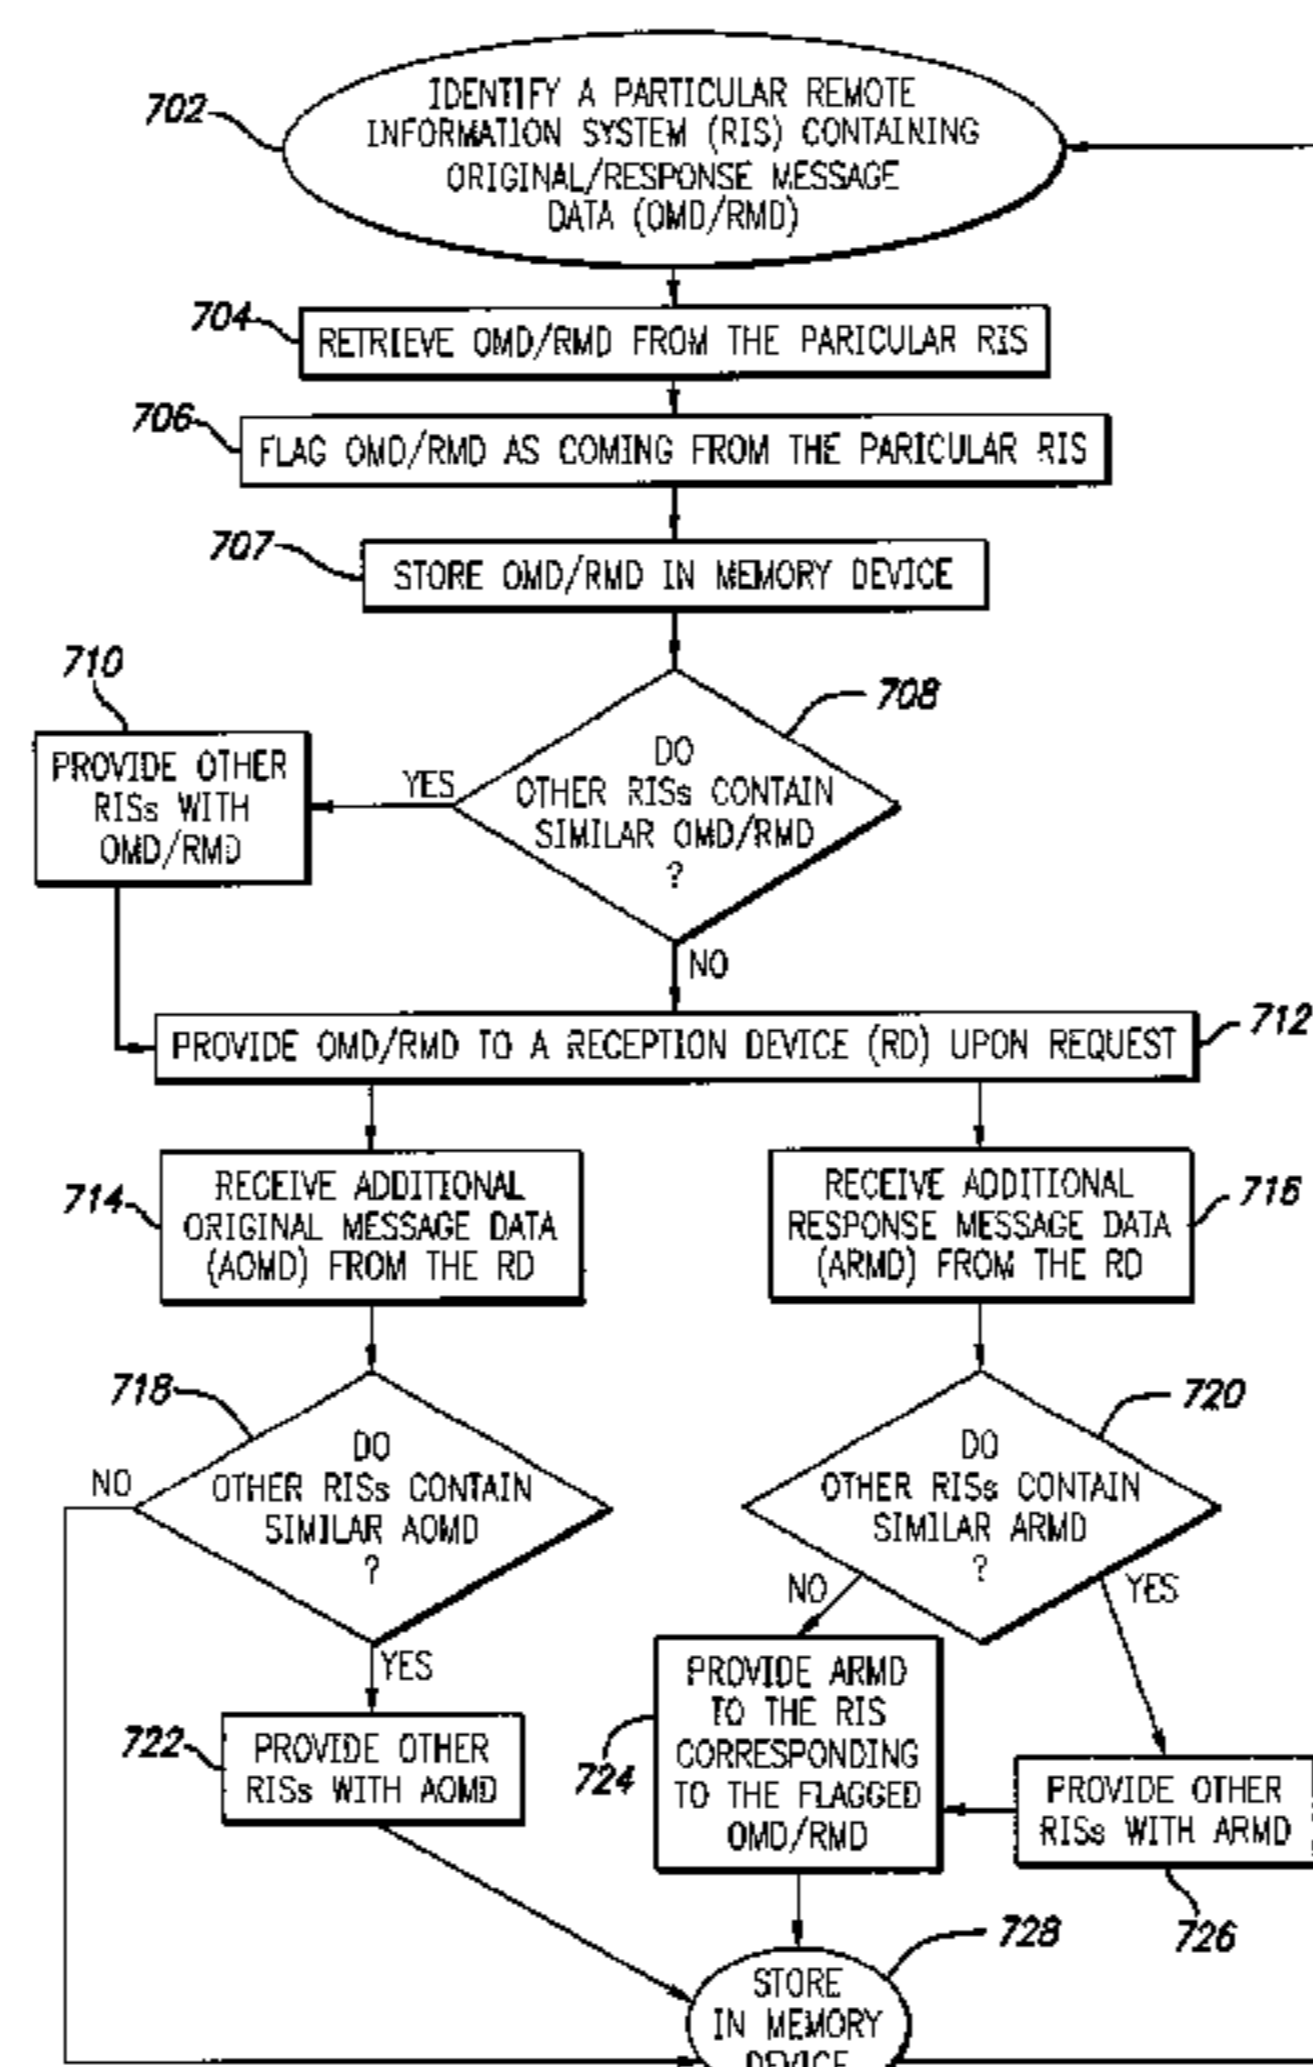 702
IDENTIFY A PARTICULAR REMOTE
INFORMATION SYSTEM (RIS) CONTAINING
ORIGINAL/RESPONSE MESSAGE
DATA (OMD/RMD)
704
RETRIEVE OMD/RMD FROM THE PARICULAR RIS
706
FLAG OMD/RMD AS COMING FROM THE PARICULAR RIS
707
STORE OMD/RMD IN MEMORY DEVICE
710
PROVIDE OTHER
RISs WITH
OMD/RMD
YES
708
DO
OTHER RISs CONTAIN
SIMILAR OMD/RMD
?
NO
PROVIDE OMD/RMD TO A RECEPTION DEVICE (RD) UPON REQUEST
712
714
RECEIVE ADDITIONAL
ORIGINAL MESSAGE DATA
(AOMD) FROM THE RD
RECEIVE ADDITIONAL
RESPONSE MESSAGE DATA
(ARMD) FROM THE RD
716
718
NO
DO
OTHER RISs CONTAIN
SIMILAR AOMD
?
YES
720
DO
OTHER RISs CONTAIN
SIMILAR ARMD
?
NO
YES
722
PROVIDE OTHER
RISs WITH AOMD
724
PROVIDE ARMD
TO THE RIS
CORRESPONDING
TO THE FLAGGED
OMD/RMD
PROVIDE OTHER
RISs WITH ARMD
726
728
STORE
IN MEMORY
DEVICE